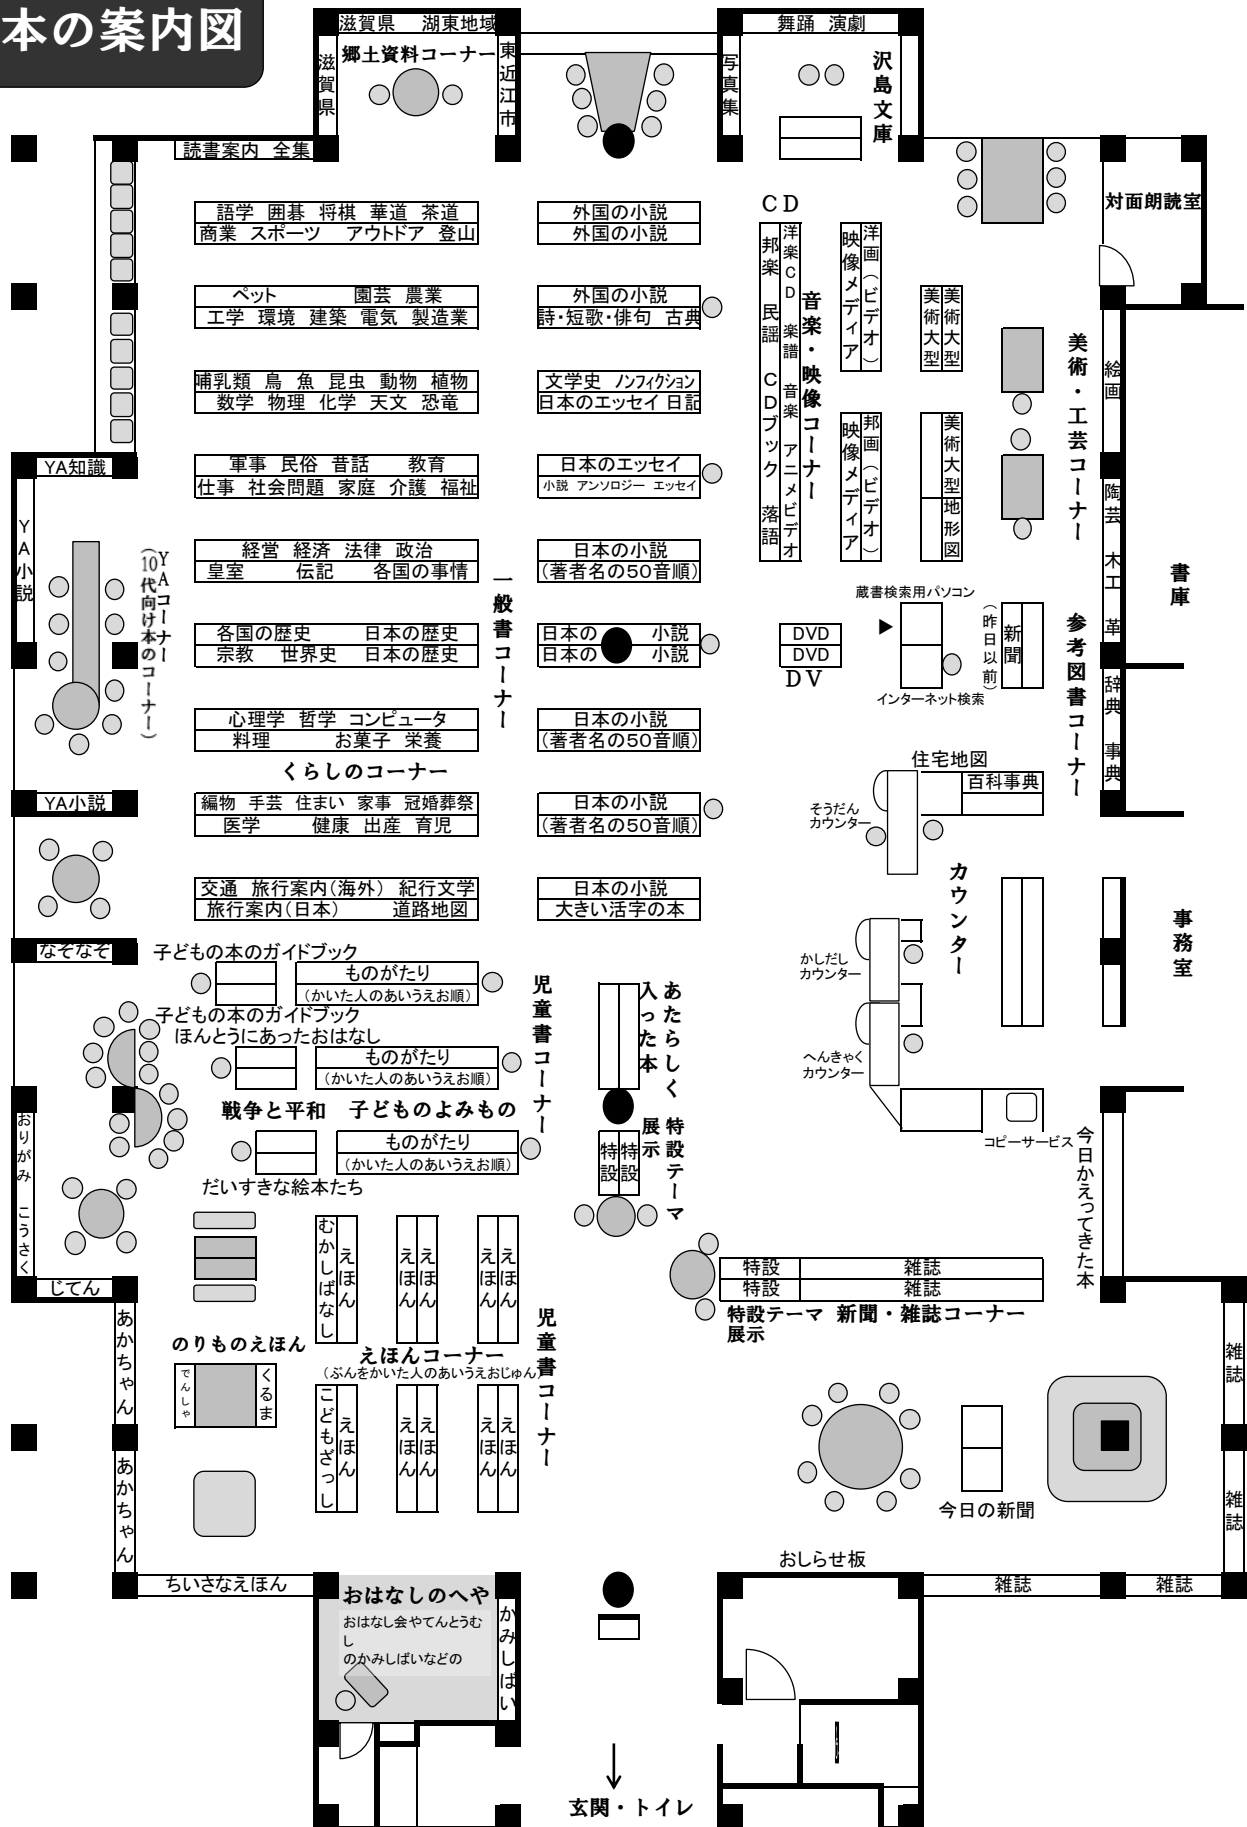 本の案内図
滋賀県 湖東地域
滋賀県
郷土資料コーナー
東近江市
舞踊 演劇
写真集
沢島文庫
読書案内 全集
対面朗読室
語学 囲碁 将棋 華道 茶道
商業 スポーツ アウトドア 登山
外国の小説
外国の小説
ペット 園芸 農業
工学 環境 建築 電気 製造業
外国の小説
詩・短歌・俳句 古典
哺乳類 鳥 魚 昆虫 動物 植物
数学 物理 化学 天文 恐竜
文学史 ノンフィクション
日本のエッセイ 日記
軍事 民俗 昔話 教育
仕事 社会問題 家庭 介護 福祉
日本のエッセイ
小説 アンソロジー エッセイ
経営 経済 法律 政治
皇室 伝記 各国の事情
日本の小説
(著者名の50音順)
各国の歴史 日本の歴史
宗教 世界史 日本の歴史
日本の 小説
日本の 小説
心理学 哲学 コンピュータ
料理 お菓子 栄養
日本の小説
(著者名の50音順)
くらしのコーナー
編物 手芸 住まい 家事 冠婚葬祭
医学 健康 出産 育児
日本の小説
(著者名の50音順)
交通 旅行案内(海外) 紀行文学
旅行案内(日本) 道路地図
日本の小説
大きい活字の本
一般書コーナー
YA知識
YA小説
YAコーナー
(10代向け本のコーナー)
YA小説
CD
邦楽 民謡 CDブック 落語
洋楽CD 楽譜 音楽 アニメビデオ
音楽・映像コーナー
映像メディア
洋画(ビデオ)
映像メディア
邦画(ビデオ)
美術大型
美術大型
美術大型
地形図
美術・工芸コーナー
絵画
陶芸 木工 革
書庫
蔵書検索用パソコン
インターネット検索
(昨日以前)
新聞
参考図書コーナー
辞典 事典
DVD
DVD
DV
住宅地図
百科事典
そうだん
カウンター
カウンター
かしだし
カウンター
へんきゃく
カウンター
事務室
コピーサービス
今日かえってきた本
なぞなぞ
子どもの本のガイドブック
ものがたり
(かいた人のあいうえお順)
子どもの本のガイドブック
ほんとうにあったおはなし
ものがたり
(かいた人のあいうえお順)
戦争と平和 子どものよみもの
ものがたり
(かいた人のあいうえお順)
だいすきな絵本たち
児童書コーナー
あたらしく
入った本
特設テーマ
展示
特設
特設
おりがみ こうさく
じてん
むかしばなし
えほん
えほん
えほん
えほん
えほん
あかちゃん
あかちゃん
のりものえほん
でんしゃ
くるま
えほんコーナー
(ぶんをかいた人のあいうえおじゅん)
こどもざっし
えほん
えほん
えほん
えほん
えほん
児童書コーナー
特設 雑誌
特設 雑誌
特設テーマ
展示
新聞・雑誌コーナー
今日の新聞
雑誌
雑誌
おしらせ板
雑誌
雑誌
ちいさなえほん
おはなしのへや
おはなし会やてんとうむ
し
のかみしばいなどの
かみしばい
玄関・トイレ